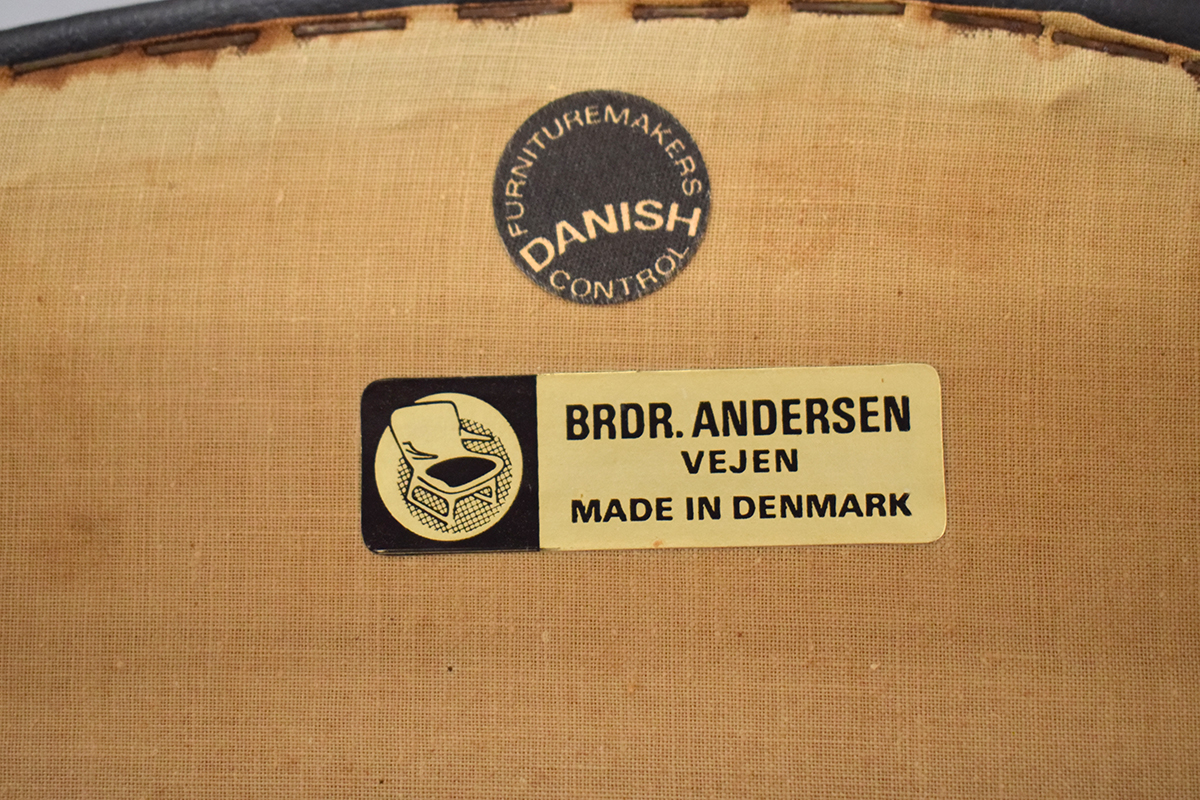 FURNITUREMAKERS
DANISH
CONTROL
BRDR. ANDERSEN
VEJEN
MADE IN DENMARK